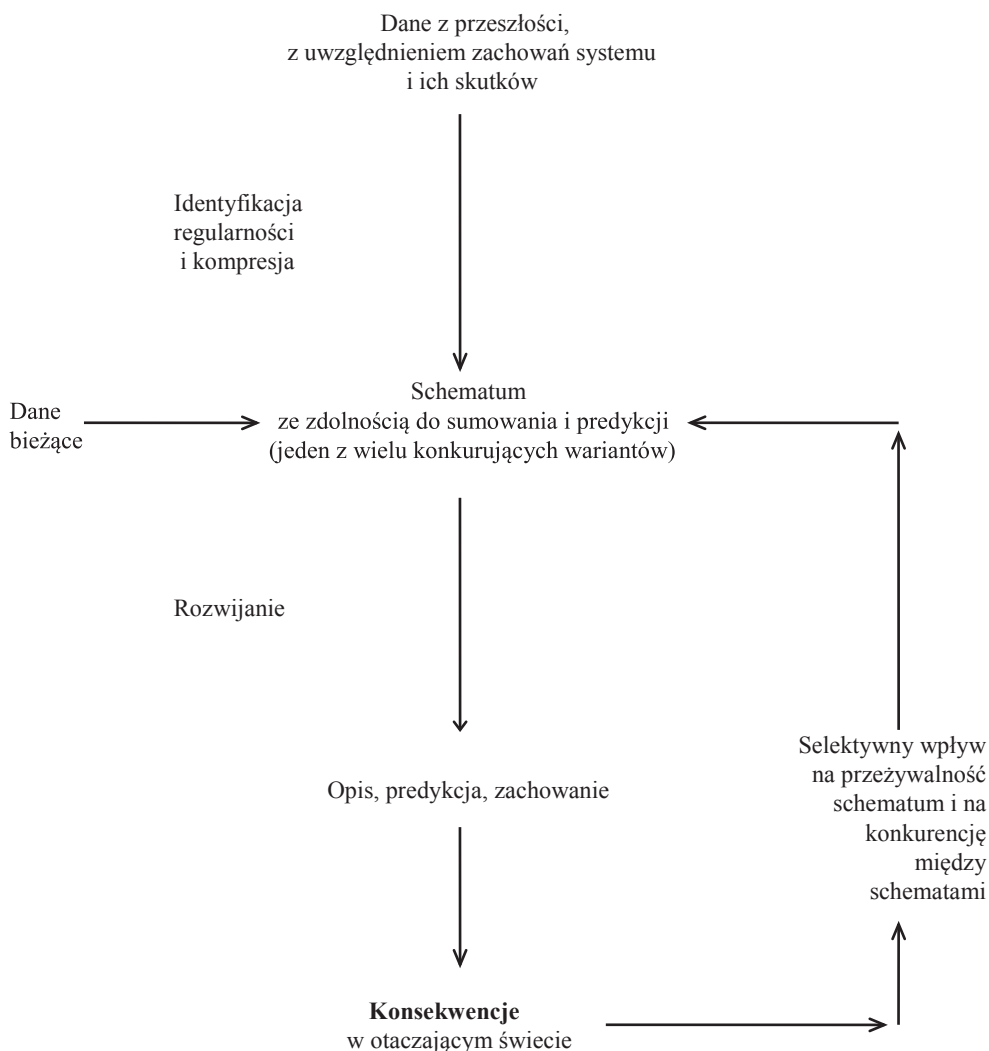 Dane z przeszłości,
z uwzględnieniem zachowań systemu
i ich skutków
Identyfikacja
regularności
i kompresja
Dane
bieżące
Schematum
ze zdolnością do sumowania i predykcji
(jeden z wielu konkurujących wariantów)
Rozwijanie
Opis, predykcja, zachowanie
Selektywny wpływ
na przeżywalność
schematum i na
konkurencję
między
schematami
Konsekwencje
w otaczającym świecie